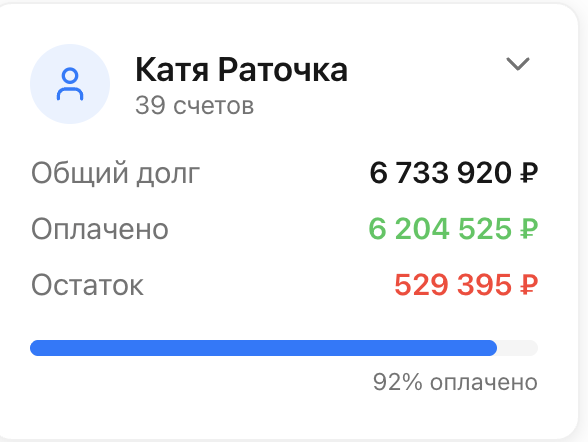 Катя Раточка
39 счетов
Общий долг 6 733 920 ₽
Оплачено 6 204 525 ₽
Остаток 529 395 ₽
92% оплачено